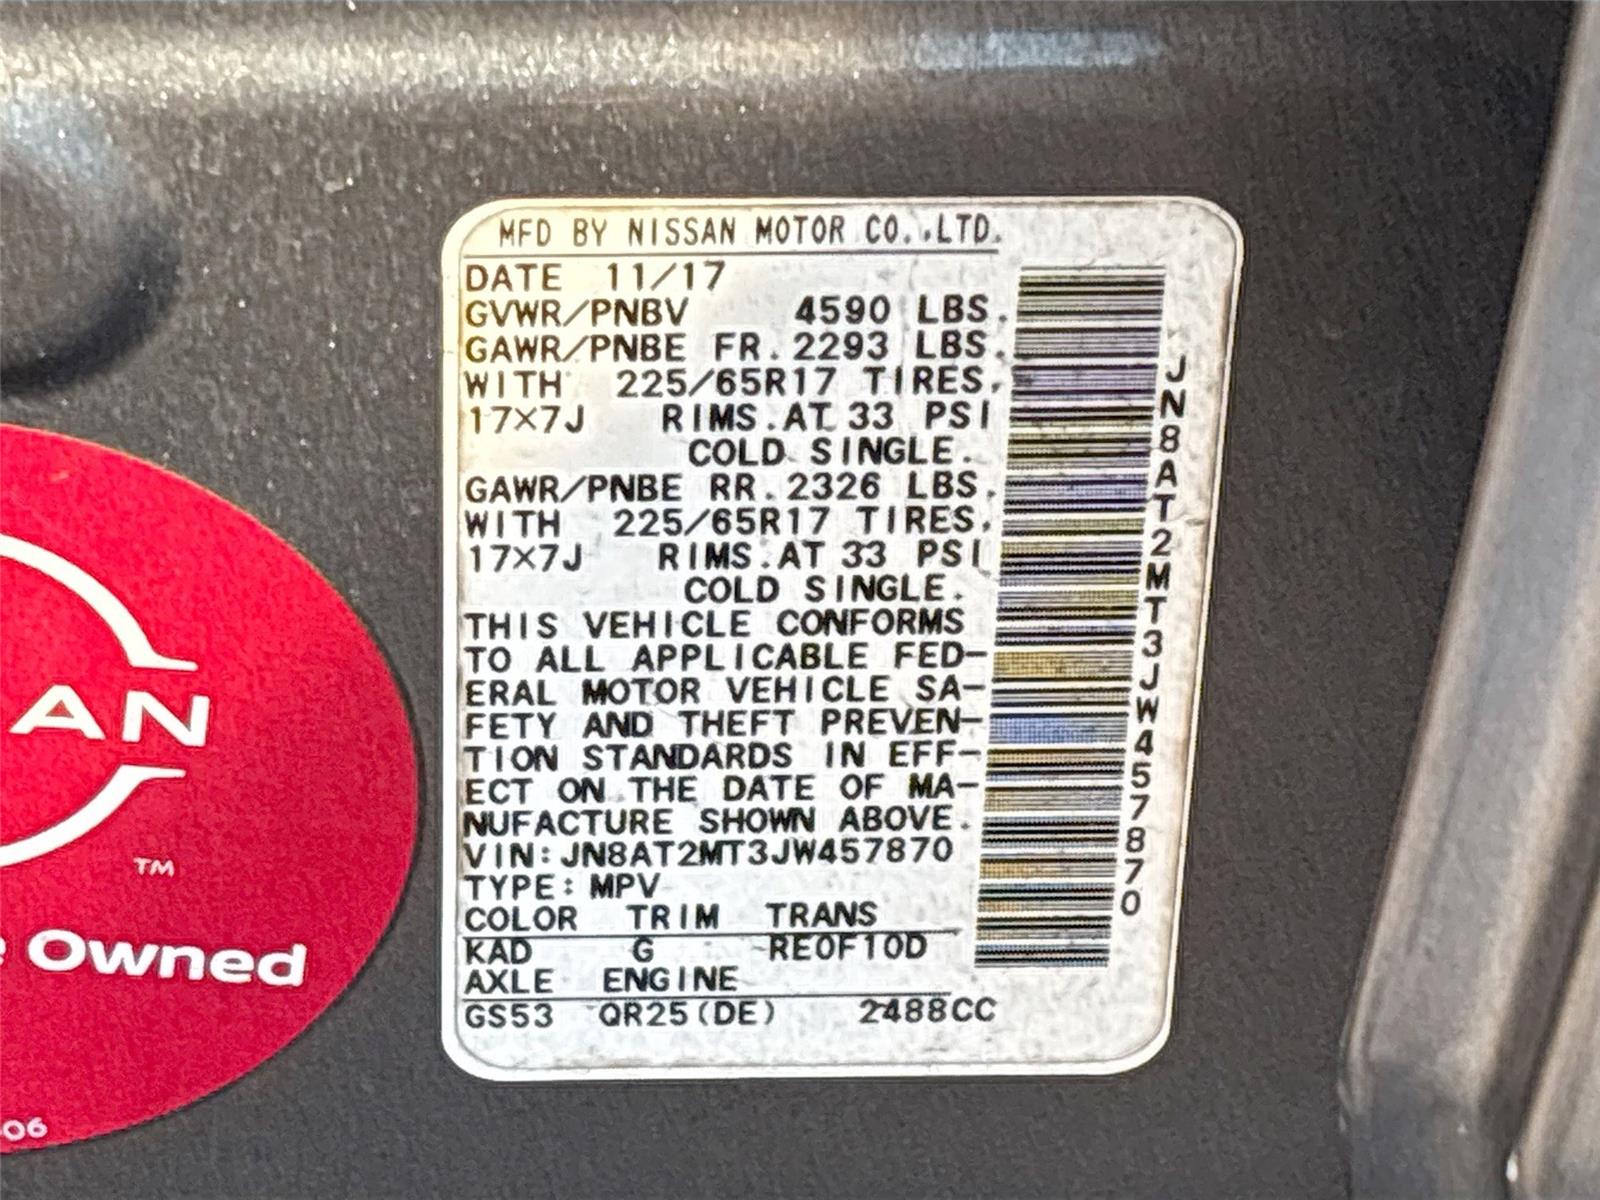 MFD BY NISSAN MOTOR CO.,LTD.
DATE 11/17
GVWR/PNBV 4590 LBS.
GAWR/PNBE FR. 2293 LBS.
WITH 225/65R17 TIRES,
17×7J RIMS.AT 33 PSI
COLD SINGLE.
GAWR/PNBE RR. 2326 LBS.
WITH 225/65R17 TIRES,
17×7J RIMS.AT 33 PSI
COLD SINGLE.
THIS VEHICLE CONFORMS
TO ALL APPLICABLE FED-
ERAL MOTOR VEHICLE SA-
FETY AND THEFT PREVEN-
TION STANDARDS IN EFF-
ECT ON THE DATE OF MA-
NUFACTURE SHOWN ABOVE.
VIN:JN8AT2MT3JW457870
TYPE: MPV
COLOR TRIM TRANS
KAD G RE0F10D
AXLE ENGINE
GS53 QR25(DE) 2488CC
JN8AT2MT3JW457870
AN
TM
Owned
06